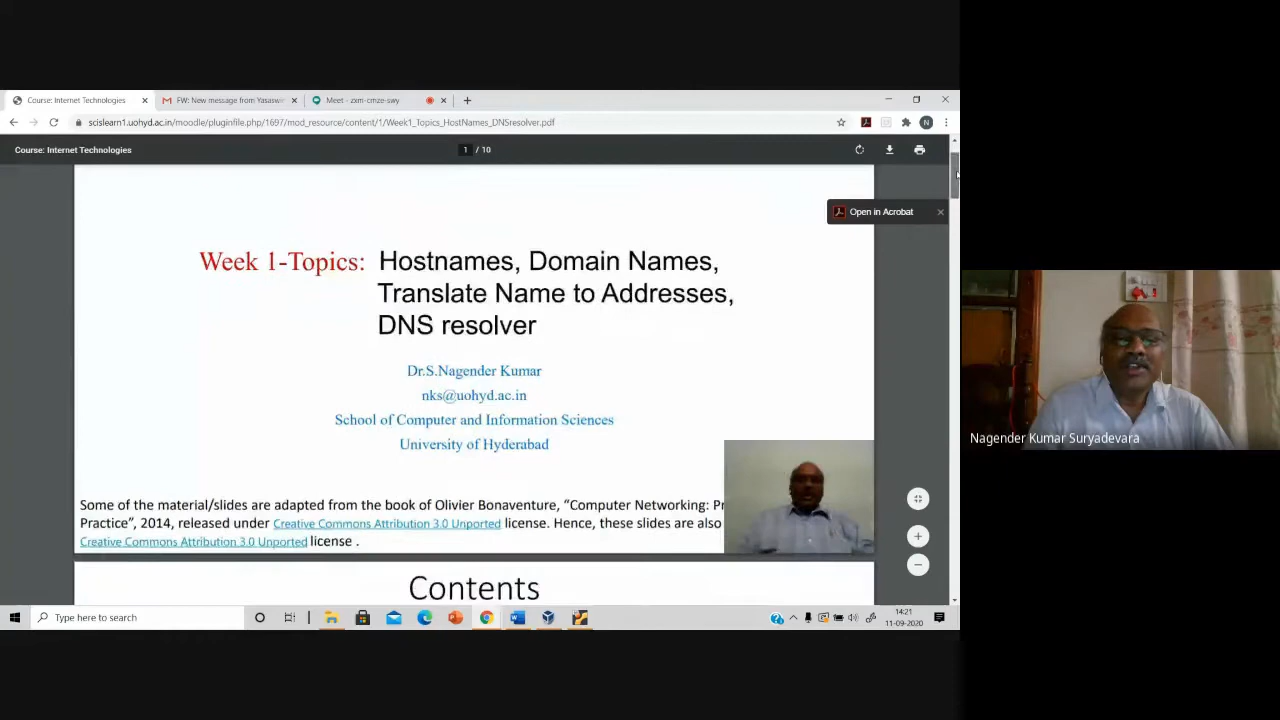 Course: Internet Technologies
FW: New message from Yasaswi
Meet - zxm-cmze-swy
scislearn1.uohyd.ac.in/moodle/pluginfile.php/1697/mod_resource/content/1/Week1_Topics_HostNames_DNSresolver.pdf
N
Course: Internet Technologies
1 / 10
Open in Acrobat
Week 1-Topics: Hostnames, Domain Names,
Translate Name to Addresses,
DNS resolver
Dr.S.Nagender Kumar
nks@uohyd.ac.in
School of Computer and Information Sciences
University of Hyderabad
Some of the material/slides are adapted from the book of Olivier Bonaventure, “Computer Networking: Pr
Practice”, 2014, released under Creative Commons Attribution 3.0 Unported license. Hence, these slides are also
Creative Commons Attribution 3.0 Unported license .
Contents
Nagender Kumar Suryadevara
Type here to search
14:21
11-09-2020